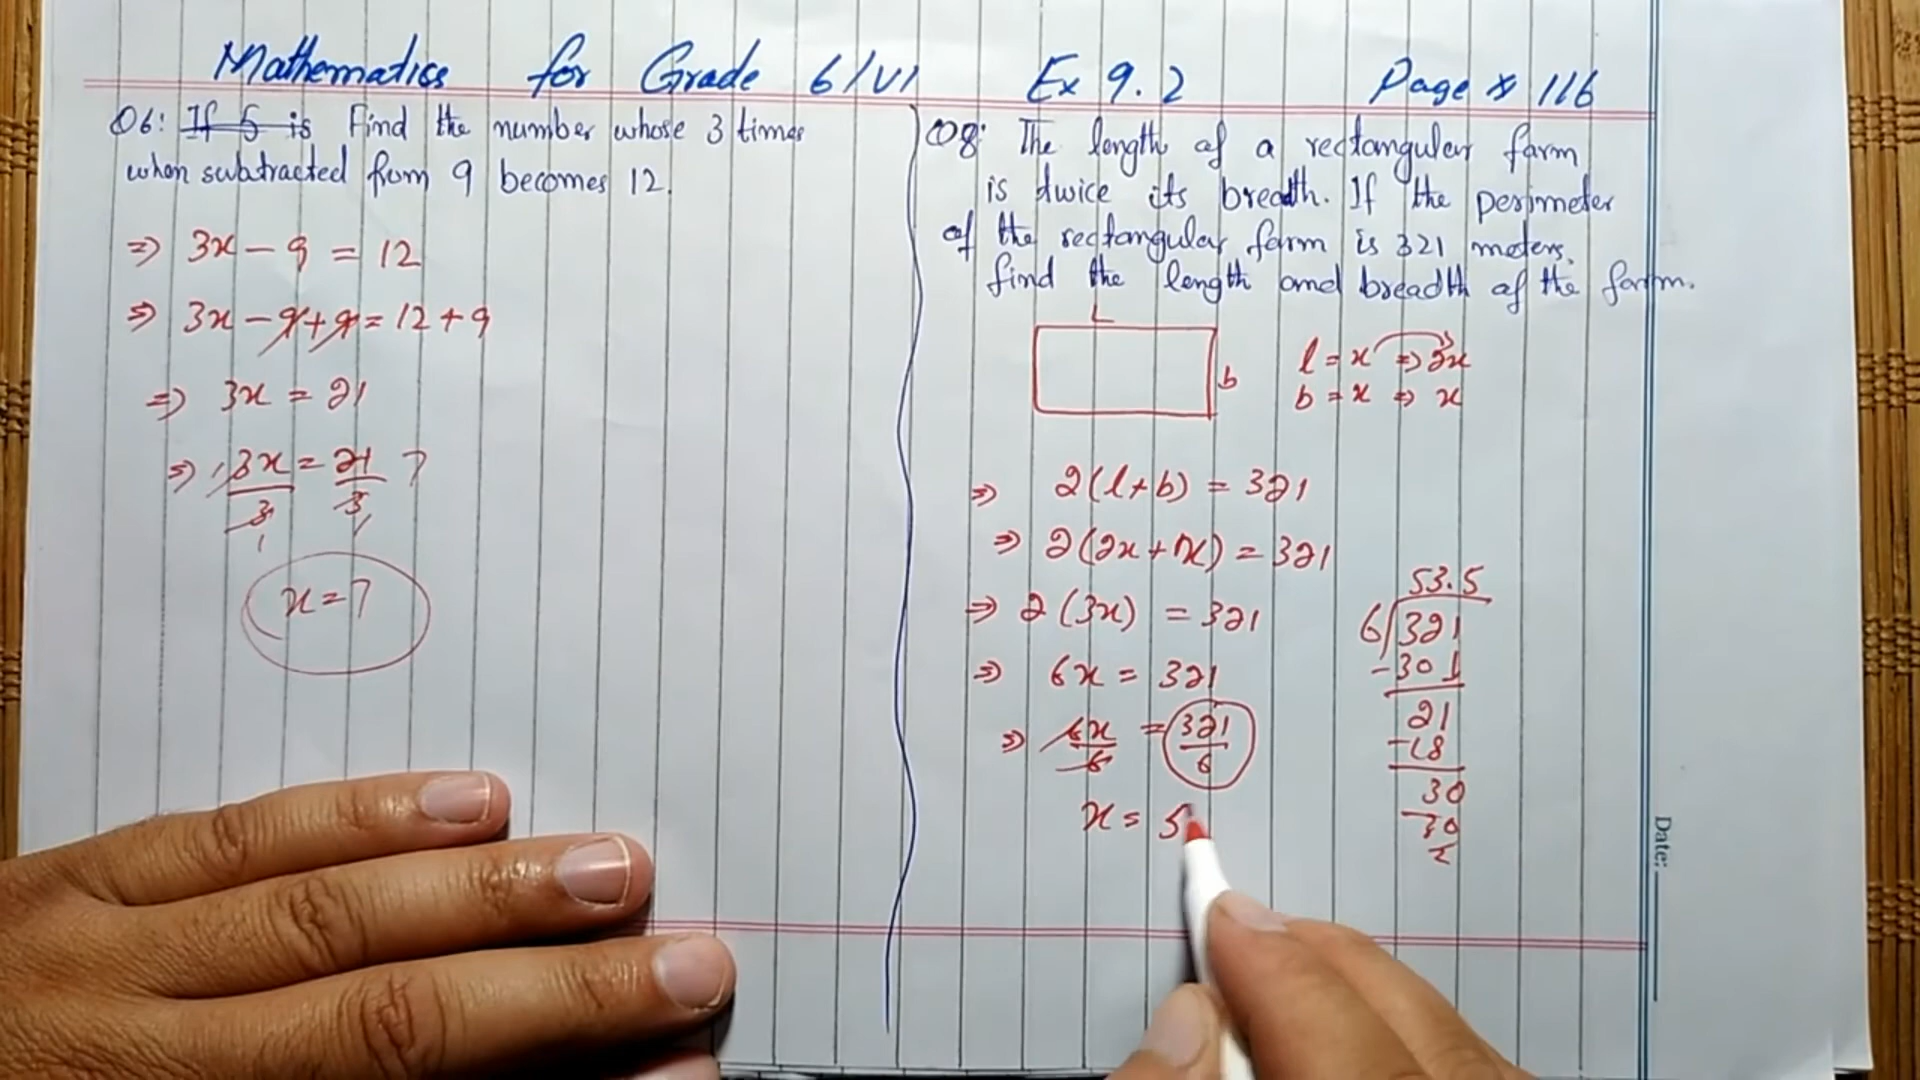 Mathematics for Grade 6/VI Ex 9.2 Page # 116
Q6: If 5 is Find the number whose 3 times
when subtracted from 9 becomes 12.
⇒ 3x - 9 = 12
⇒ 3x - 9 + 9 = 12 + 9
⇒ 3x = 21
⇒ 3x/3 = 21/3 7
1 1
x = 7
Q8: The length of a rectangular farm
is twice its breadth. If the perimeter
of the rectangular farm is 321 meters.
find the length and breadth of the farm.
L
b
l = x ⇒ 2x
b = x ⇒ x
⇒ 2(l+b) = 321
⇒ 2(2x + x) = 321
⇒ 2(3x) = 321
⇒ 6x = 321
⇒ 6x/6 = 321/6
x = 5
53.5
6 321
-30
21
-18
30
-30
Date: